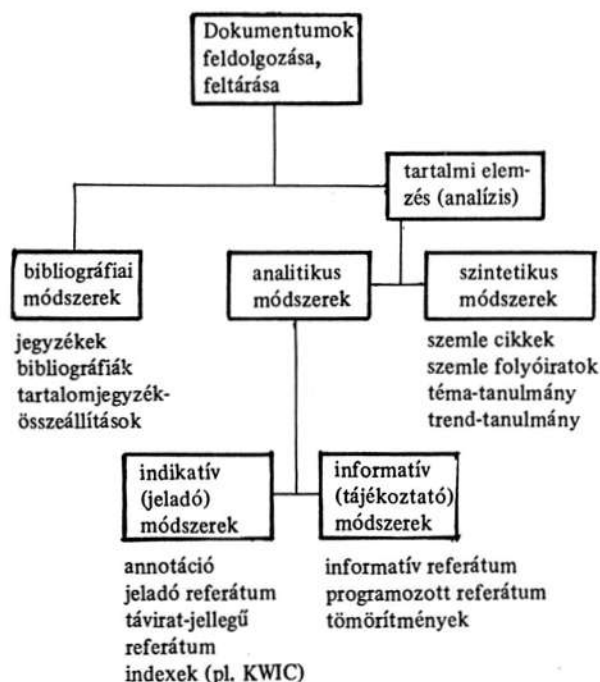 Dokumentumok
feldolgozása,
feltárása
tartalmi elem-
zés (analízis)
bibliográfiai
módszerek
analitikus
módszerek
szintetikus
módszerek
jegyzékek
bibliográfiák
tartalomjegyzék-
összeállítások
szemle cikkek
szemle folyóiratok
téma-tanulmány
trend-tanulmány
indikatív
(jeladó)
módszerek
informatív
(tájékoztató)
módszerek
annotáció
jeladó referátum
távirat-jellegű
referátum
indexek (pl. KWIC)
informatív referátum
programozott referátum
tömörítmények